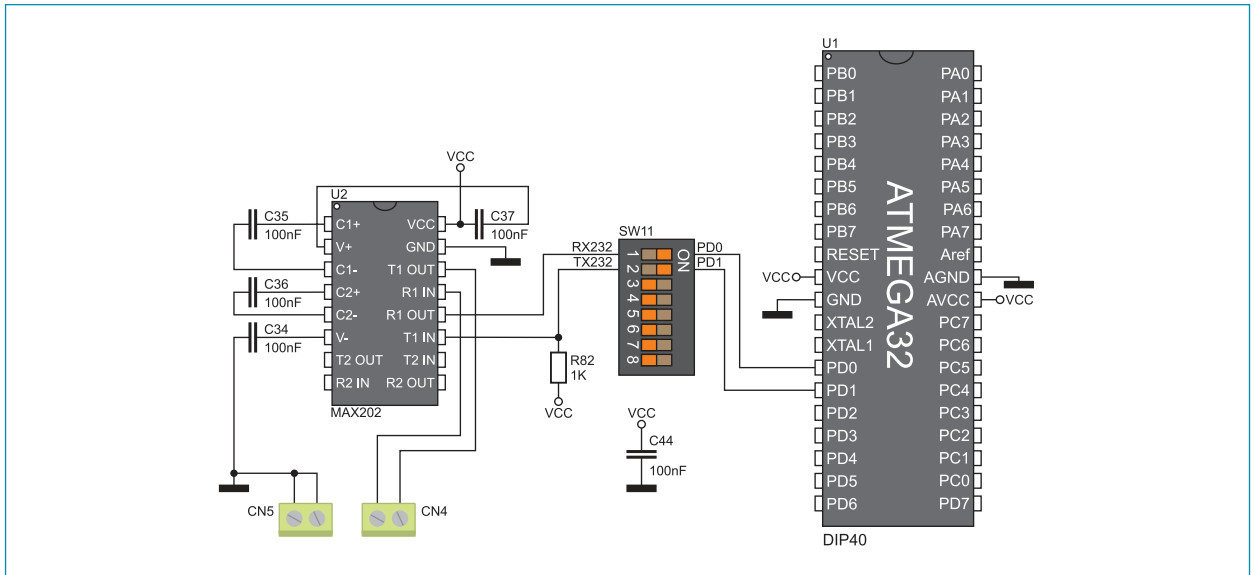 U1
PB0 PA0
PB1 PA1
PB2 PA2
PB3 PA3
PB4 PA4
PB5 PA5
PB6 PA6
PB7 PA7
RESET Aref
VCC VCC AGND
GND AVCC VCC
XTAL2 PC7
XTAL1 PC6
PD0 PC5
PD1 PC4
PD2 PC3
PD3 PC2
PD4 PC1
PD5 PC0
PD6 PD7
ATMEGA32
DIP40
VCC
U2
C35
100nF
C36
100nF
C34
100nF
C37
100nF
C1+ VCC
V+ GND
C1- T1 OUT
C2+ R1 IN
C2- R1 OUT
V- T1 IN
T2 OUT T2 IN
R2 IN R2 OUT
MAX202
SW11
RX232 PD0
TX232 PD1
ON
1
2
3
4
5
6
7
8
R82
1K
VCC
VCC
C44
100nF
CN5
CN4